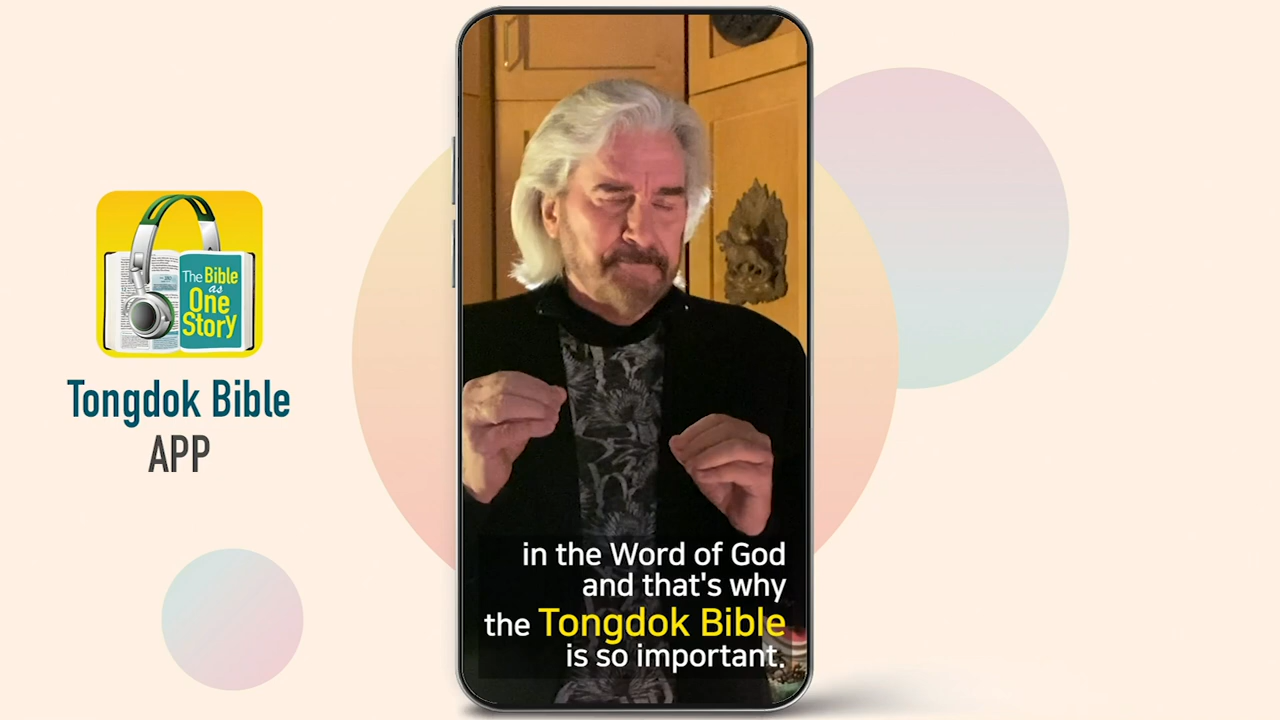 The Bible
as
One
Story
Tongdok Bible
APP
in the Word of God
and that's why
the Tongdok Bible
is so important.